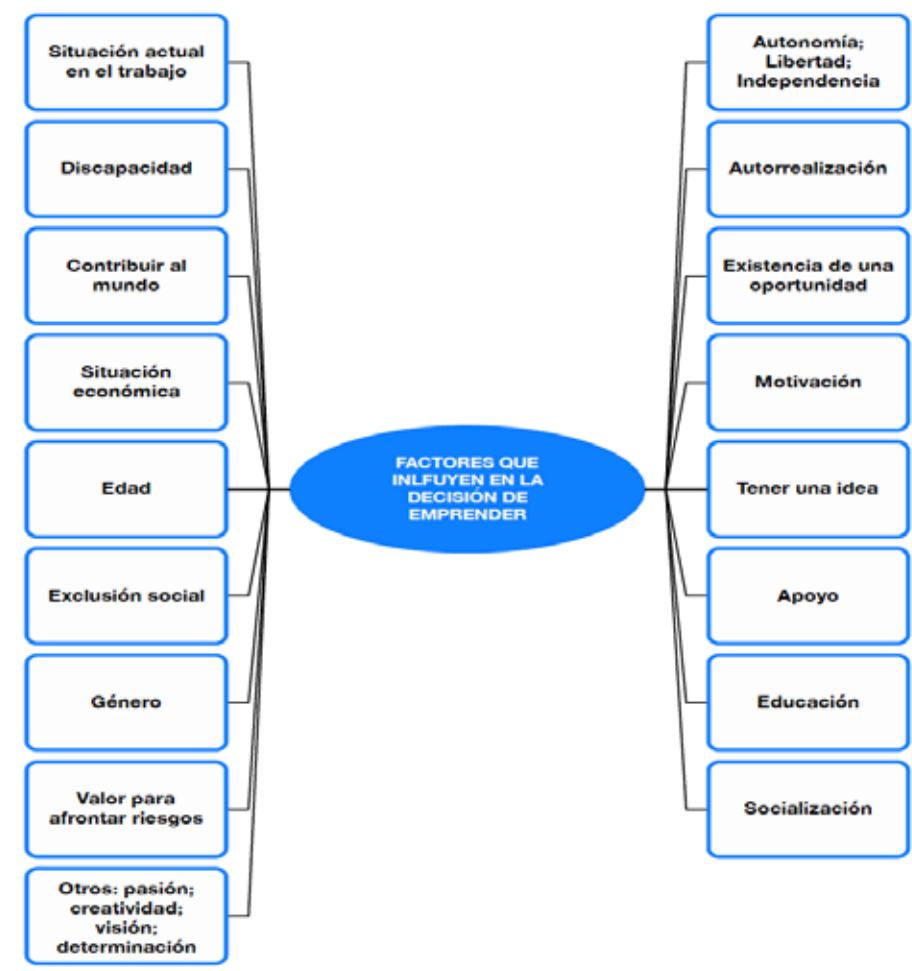 Situación actual
en el trabajo
Discapacidad
Contribuir al
mundo
Situación
económica
Edad
Exclusión social
Género
Valor para
afrontar riesgos
Otros: pasión;
creatividad;
visión;
determinación
FACTORES QUE
INLFUYEN EN LA
DECISIÓN DE
EMPRENDER
Autonomía;
Libertad;
Independencia
Autorrealización
Existencia de una
oportunidad
Motivación
Tener una idea
Apoyo
Educación
Socialización